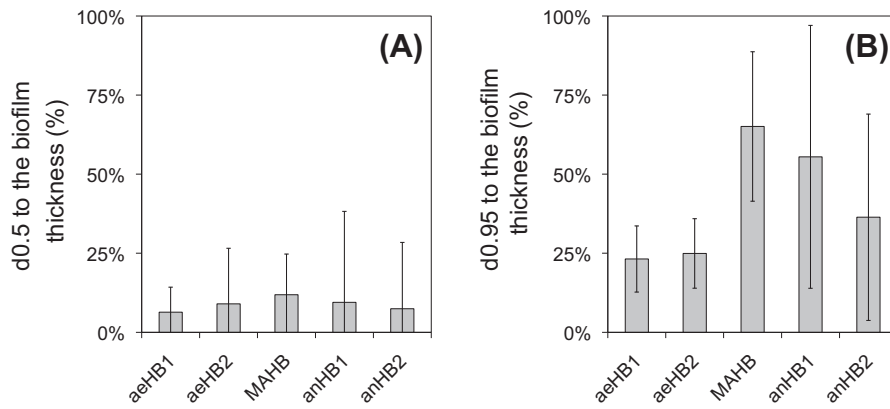 (A)
d0.5 to the biofilm
thickness (%)
100%
75%
50%
25%
0%
aeHB1
aeHB2
MAHB
anHB1
anHB2
(B)
d0.95 to the biofilm
thickness (%)
100%
75%
50%
25%
0%
aeHB1
aeHB2
MAHB
anHB1
anHB2